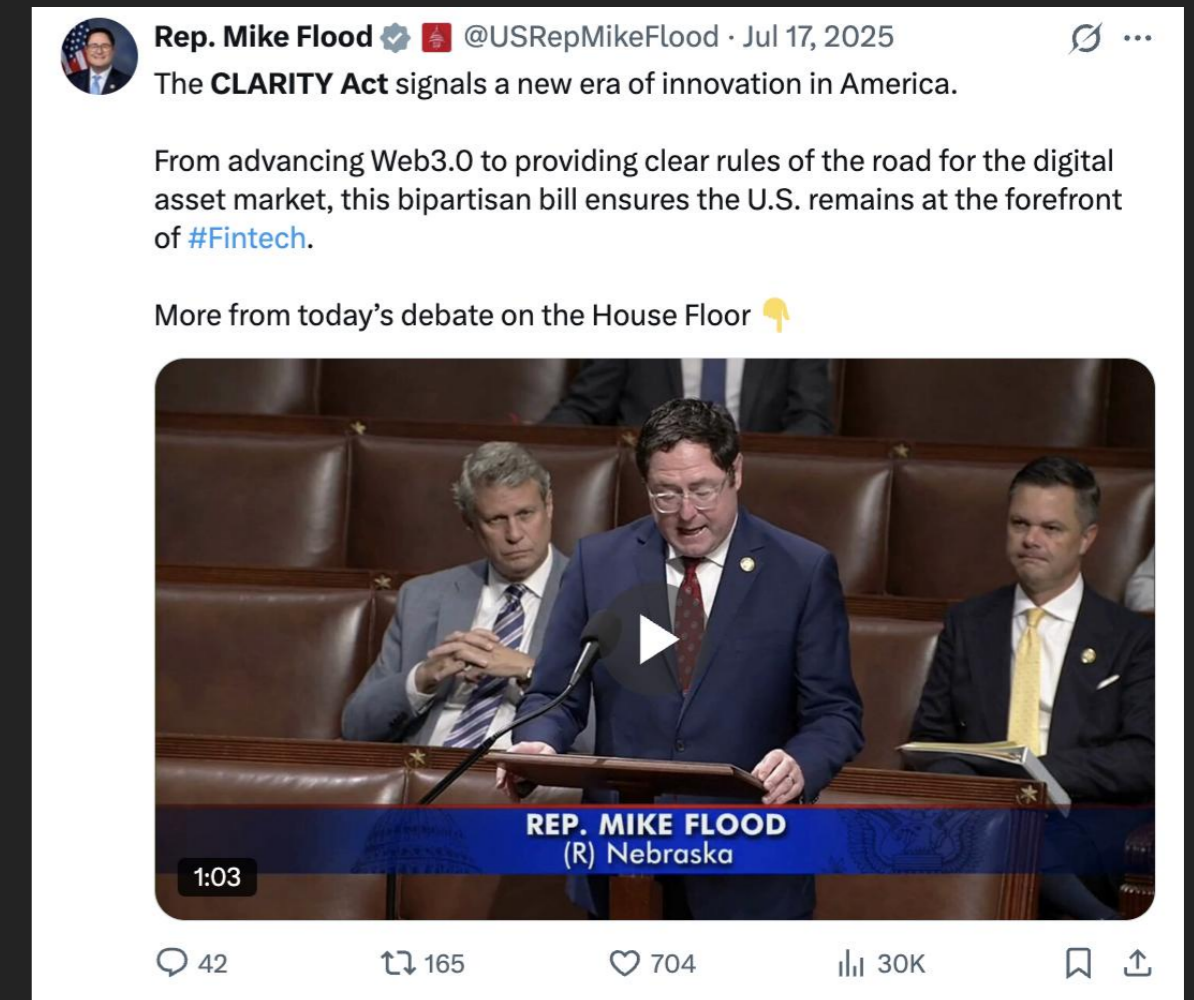 Rep. Mike Flood @USRepMikeFlood · Jul 17, 2025
The CLARITY Act signals a new era of innovation in America.
From advancing Web3.0 to providing clear rules of the road for the digital
asset market, this bipartisan bill ensures the U.S. remains at the forefront
of #Fintech.
More from today’s debate on the House Floor 👇
REP. MIKE FLOOD
(R) Nebraska
1:03
42 165 704 30K